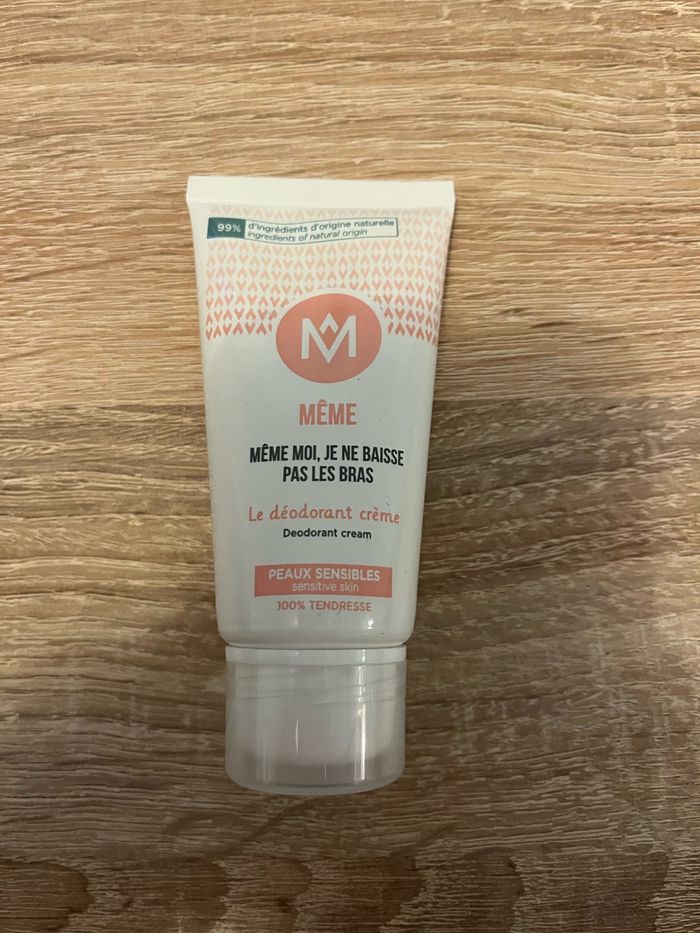 99% d'ingrédients d'origine naturelle
ingredients of natural origin
M
MÊME
MÊME MOI, JE NE BAISSE
PAS LES BRAS
Le déodorant crème
Deodorant cream
PEAUX SENSIBLES
sensitive skin
100% TENDRESSE